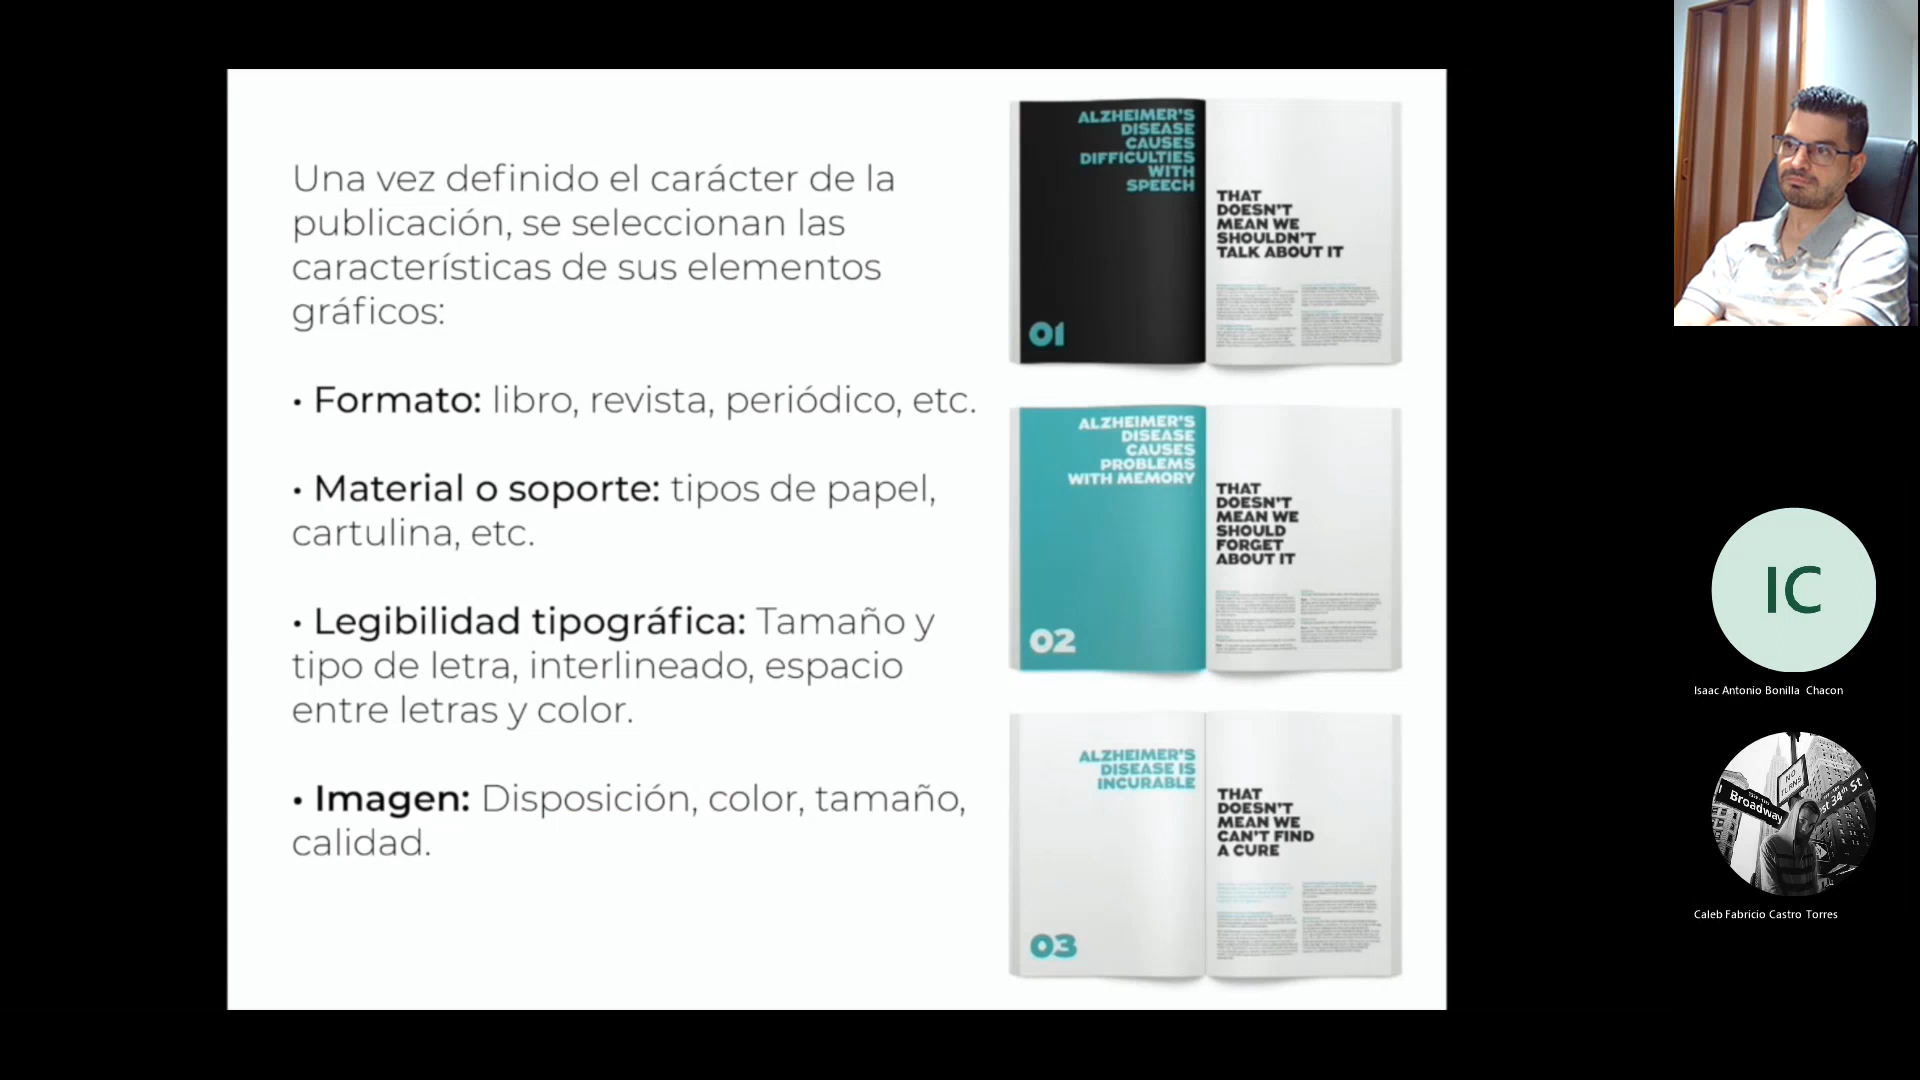 Una vez definido el carácter de la
publicación, se seleccionan las
características de sus elementos
gráficos:
• Formato: libro, revista, periódico, etc.
• Material o soporte: tipos de papel,
cartulina, etc.
• Legibilidad tipográfica: Tamaño y
tipo de letra, interlineado, espacio
entre letras y color.
• Imagen: Disposición, color, tamaño,
calidad.
ALZHEIMER'S
DISEASE
CAUSES
DIFFICULTIES
WITH
SPEECH
01
THAT
DOESN'T
MEAN WE
SHOULDN'T
TALK ABOUT IT
ALZHEIMER'S
DISEASE
CAUSES
PROBLEMS
WITH MEMORY
02
THAT
DOESN'T
MEAN WE
SHOULD
FORGET
ABOUT IT
ALZHEIMER'S
DISEASE IS
INCURABLE
03
THAT
DOESN'T
MEAN WE
CAN'T FIND
A CURE
IC
Isaac Antonio Bonilla Chacon
NO
TURNS
Broadway
st 34th St
Caleb Fabricio Castro Torres